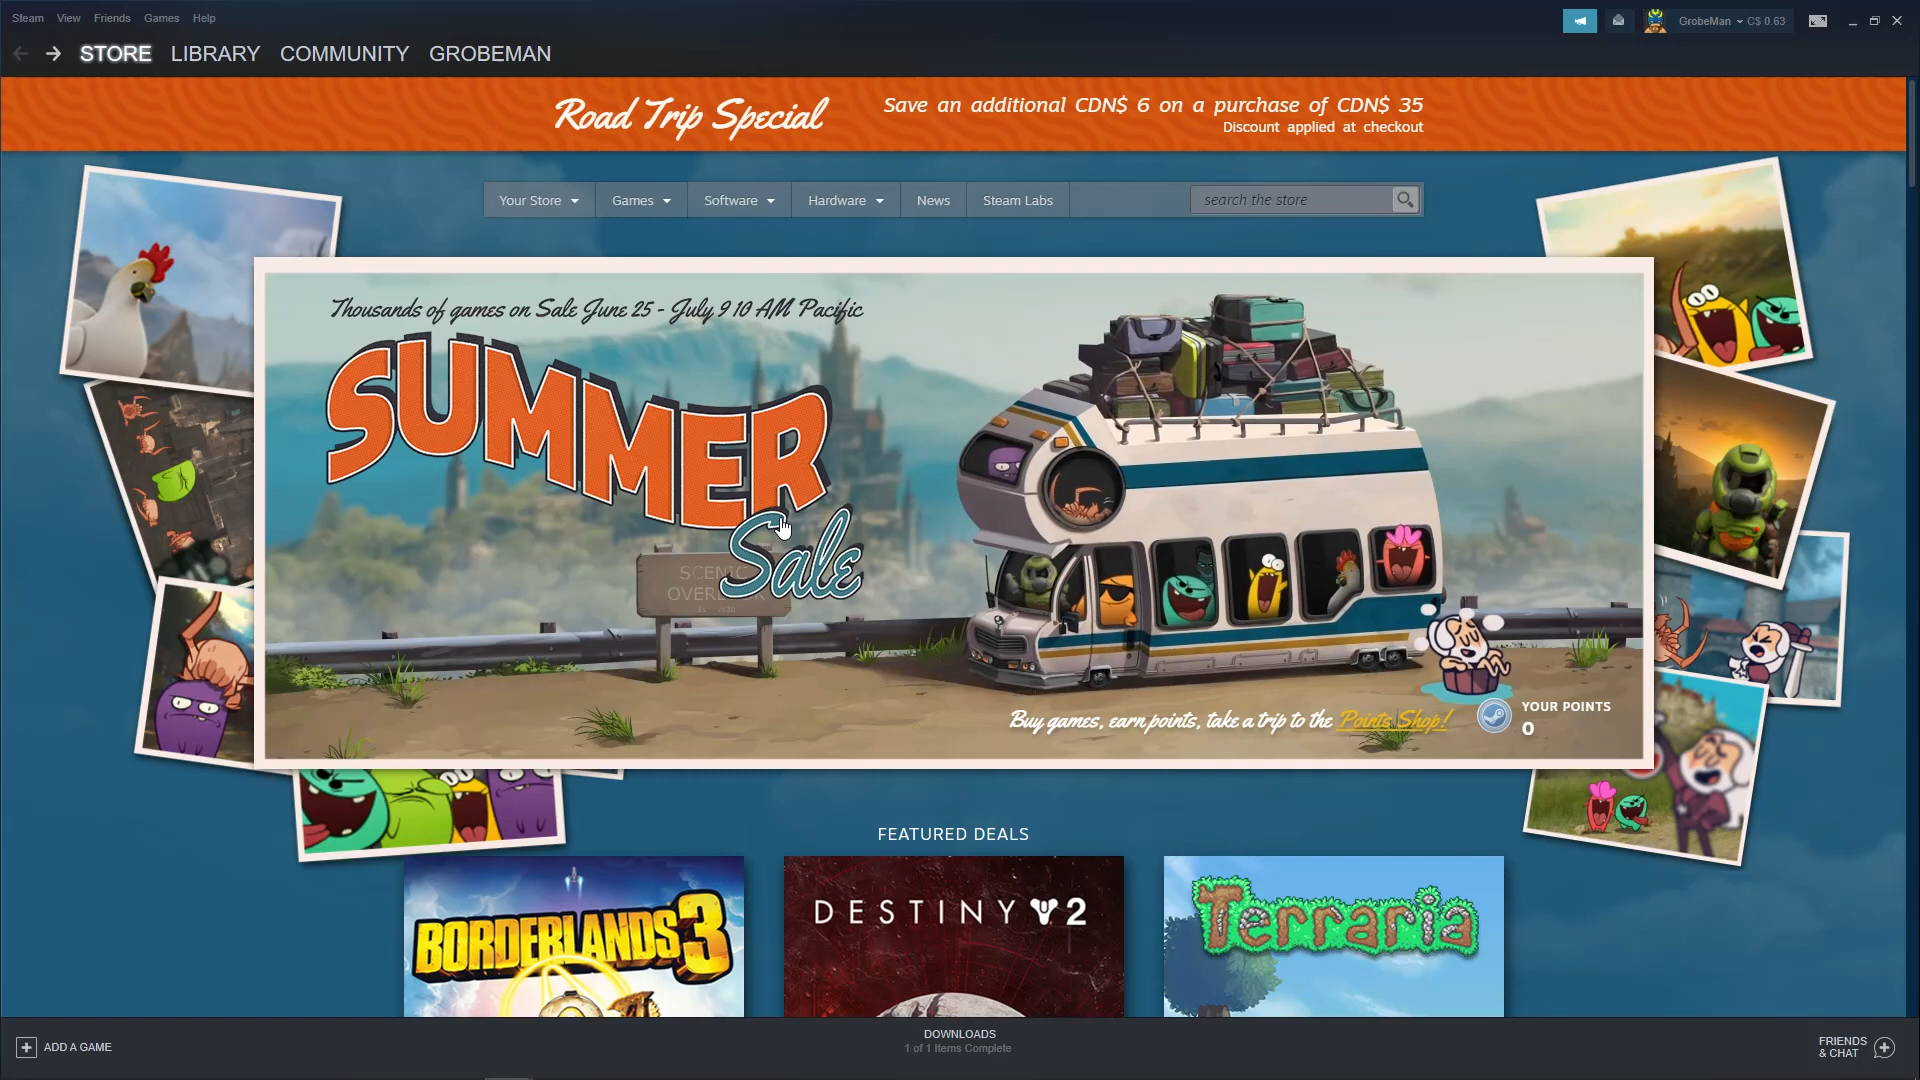 Steam View Friends Games Help
GrobeMan C$ 0.63
STORE LIBRARY COMMUNITY GROBEMAN
Road Trip Special
Save an additional CDN$ 6 on a purchase of CDN$ 35
Discount applied at checkout
Your Store Games Software Hardware News Steam Labs
search the store
Thousands of games on Sale June 25 - July 9 10 AM Pacific
SUMMER
Sale
SCENIC
Buy games, earn points, take a trip to the Points Shop!
YOUR POINTS
0
FEATURED DEALS
BORDERLANDS 3
DESTINY 2
Terraria
ADD A GAME
DOWNLOADS
1 of 1 Items Complete
FRIENDS
& CHAT